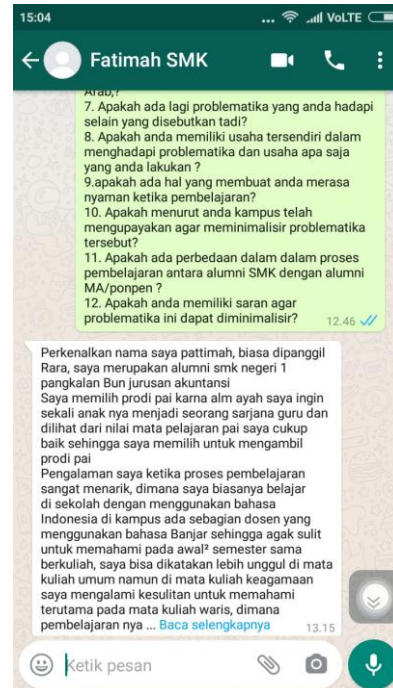 15:04
... VoLTE
Fatimah SMK
Arab,?
7. Apakah ada lagi problematika yang anda hadapi
selain yang disebutkan tadi?
8. Apakah anda memiliki usaha tersendiri dalam
menghadapi problematika dan usaha apa saja
yang anda lakukan ?
9.apakah ada hal yang membuat anda merasa
nyaman ketika pembelajaran?
10. Apakah menurut anda kampus telah
mengupayakan agar meminimalisir problematika
tersebut?
11. Apakah ada perbedaan dalam dalam proses
pembelajaran antara alumni SMK dengan alumni
MA/ponpen ?
12. Apakah anda memiliki saran agar
problematika ini dapat diminimalisir?
12.46
Perkenalkan nama saya pattimah, biasa dipanggil
Rara, saya merupakan alumni smk negeri 1
pangkalan Bun jurusan akuntansi
Saya memilih prodi pai karna alm ayah saya ingin
sekali anak nya menjadi seorang sarjana guru dan
dilihat dari nilai mata pelajaran pai saya cukup
baik sehingga saya memilih untuk mengambil
prodi pai
Pengalaman saya ketika proses pembelajaran
sangat menarik, dimana saya biasanya belajar
di sekolah dengan menggunakan bahasa
Indonesia di kampus ada sebagian dosen yang
menggunakan bahasa Banjar sehingga agak sulit
untuk memahami pada awal² semester sama
berkuliah, saya bisa dikatakan lebih unggul di mata
kuliah umum namun di mata kuliah keagamaan
saya mengalami kesulitan untuk memahami
terutama pada mata kuliah waris, dimana
pembelajaran nya ... Baca selengkapnya
13.15
Ketik pesan